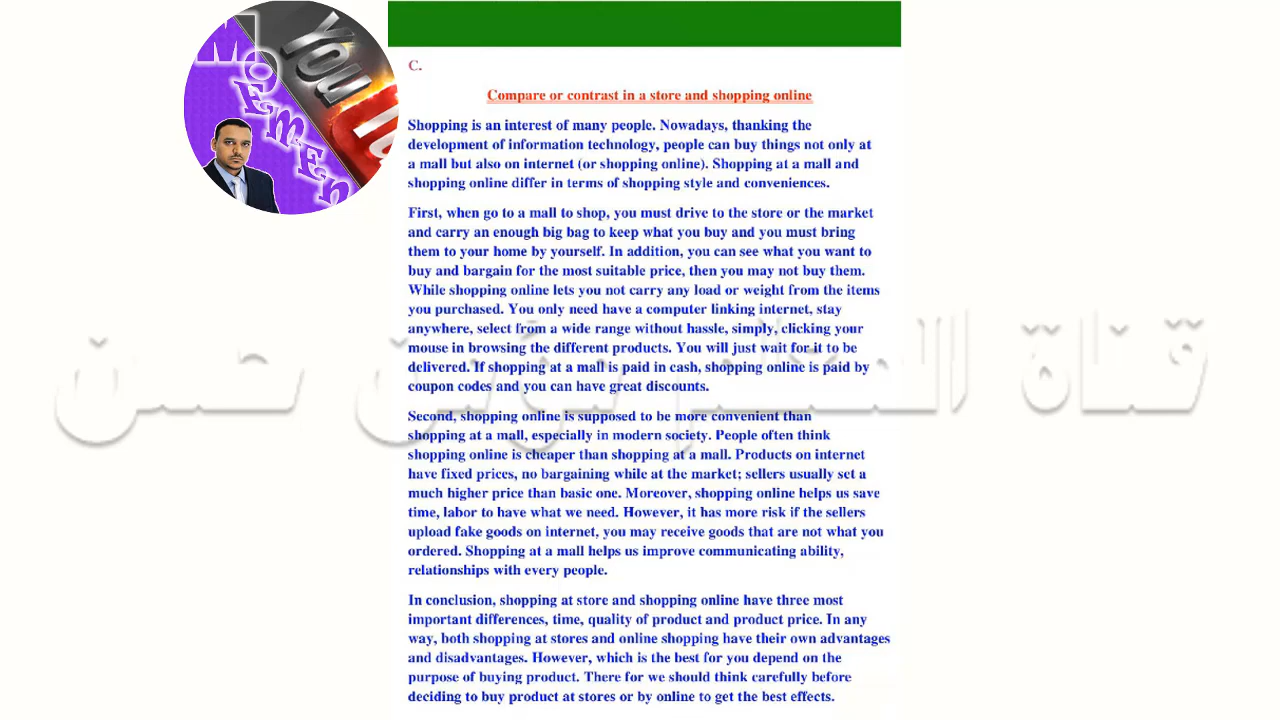 MOEMEN
You
C.
Compare or contrast in a store and shopping online
Shopping is an interest of many people. Nowadays, thanking the
development of information technology, people can buy things not only at
a mall but also on internet (or shopping online). Shopping at a mall and
shopping online differ in terms of shopping style and conveniences.
First, when go to a mall to shop, you must drive to the store or the market
and carry an enough big bag to keep what you buy and you must bring
them to your home by yourself. In addition, you can see what you want to
buy and bargain for the most suitable price, then you may not buy them.
While shopping online lets you not carry any load or weight from the items
you purchased. You only need have a computer linking internet, stay
anywhere, select from a wide range without hassle, simply, clicking your
mouse in browsing the different products. You will just wait for it to be
delivered. If shopping at a mall is paid in cash, shopping online is paid by
coupon codes and you can have great discounts.
Second, shopping online is supposed to be more convenient than
shopping at a mall, especially in modern society. People often think
shopping online is cheaper than shopping at a mall. Products on internet
have fixed prices, no bargaining while at the market; sellers usually set a
much higher price than basic one. Moreover, shopping online helps us save
time, labor to have what we need. However, it has more risk if the sellers
upload fake goods on internet, you may receive goods that are not what you
ordered. Shopping at a mall helps us improve communicating ability,
relationships with every people.
In conclusion, shopping at store and shopping online have three most
important differences, time, quality of product and product price. In any
way, both shopping at stores and online shopping have their own advantages
and disadvantages. However, which is the best for you depend on the
purpose of buying product. There for we should think carefully before
deciding to buy product at stores or by online to get the best effects.
قناة المعلم مؤمن حسن